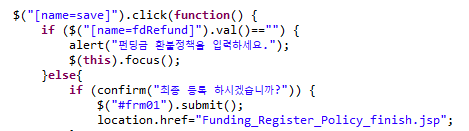 $("[name=save]").click(function() {
if ($("[name=fdRefund]").val()=="") {
alert("펀딩금 환불정책을 입력하세요.");
$(this).focus();
}else{
if (confirm("최종 등록 하시겠습니까?")) {
$("#frm01").submit();
location.href="Funding_Register_Policy_finish.jsp";